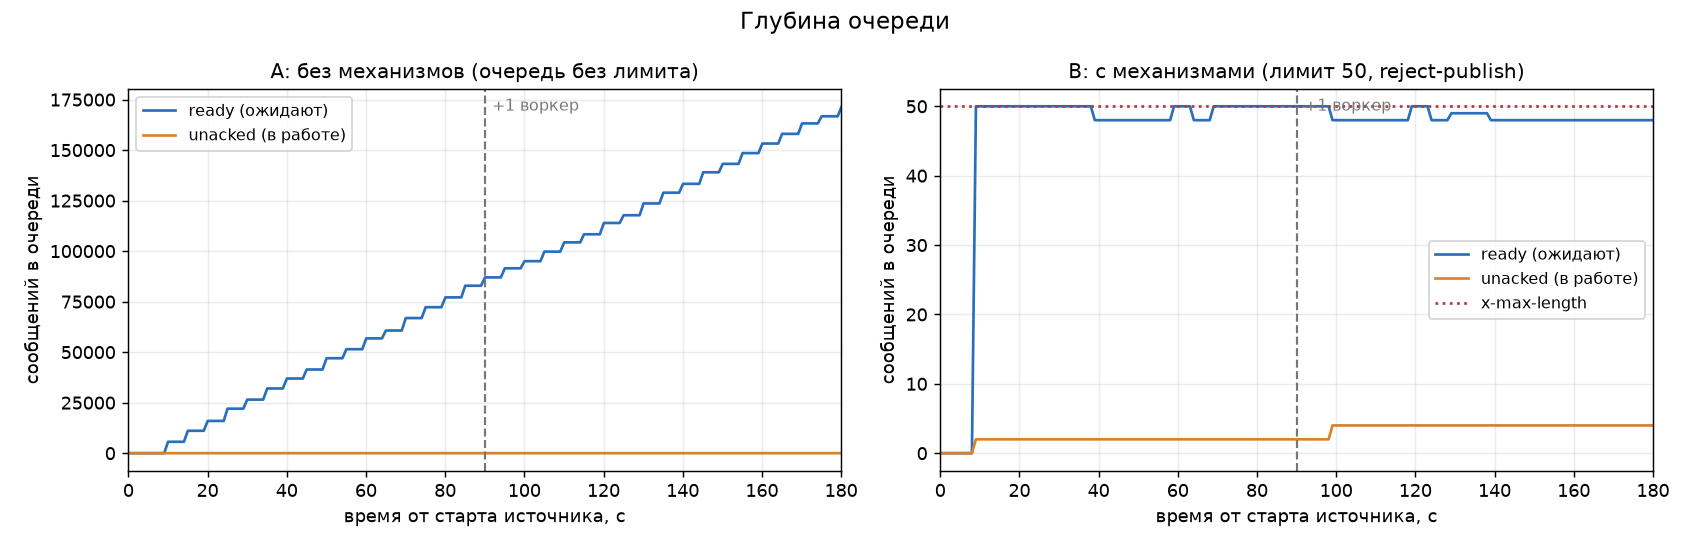 Глубина очереди
А: без механизмов (очередь без лимита)
сообщений в очереди
175000
150000
125000
100000
75000
50000
25000
0
ready (ожидают)
unacked (в работе)
+1 воркер
0 20 40 60 80 100 120 140 160 180
время от старта источника, с
В: с механизмами (лимит 50, reject-publish)
сообщений в очереди
50
40
30
20
10
0
+1 воркер
ready (ожидают)
unacked (в работе)
x-max-length
0 20 40 60 80 100 120 140 160 180
время от старта источника, с